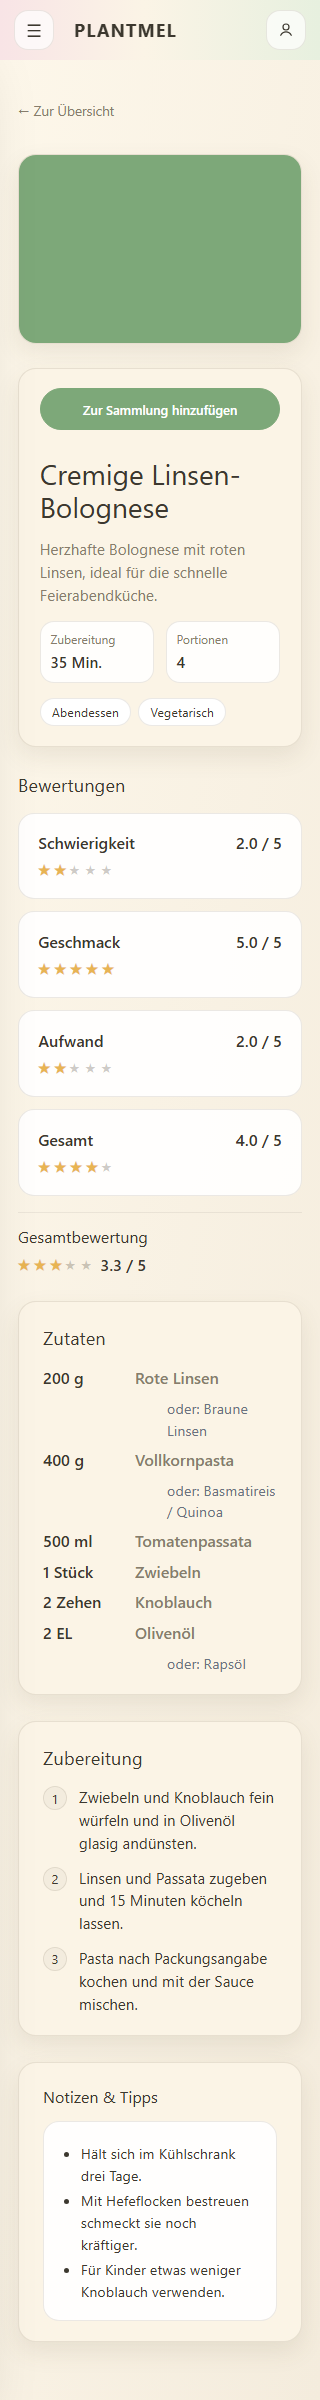 ☰ PLANTMEL
← Zur Übersicht
Zur Sammlung hinzufügen
Cremige Linsen-
Bolognese
Herzhafte Bolognese mit roten
Linsen, ideal für die schnelle
Feierabendküche.
Zubereitung
35 Min.
Portionen
4
Abendessen
Vegetarisch
Bewertungen
Schwierigkeit 2.0 / 5
★★★★★
Geschmack 5.0 / 5
★★★★★
Aufwand 2.0 / 5
★★★★★
Gesamt 4.0 / 5
★★★★★
Gesamtbewertung
★★★★★ 3.3 / 5
Zutaten
200 g Rote Linsen
oder: Braune
Linsen
400 g Vollkornpasta
oder: Basmatireis
/ Quinoa
500 ml Tomatenpassata
1 Stück Zwiebeln
2 Zehen Knoblauch
2 EL Olivenöl
oder: Rapsöl
Zubereitung
1 Zwiebeln und Knoblauch fein
würfeln und in Olivenöl
glasig andünsten.
2 Linsen und Passata zugeben
und 15 Minuten köcheln
lassen.
3 Pasta nach Packungsangabe
kochen und mit der Sauce
mischen.
Notizen & Tipps
• Hält sich im Kühlschrank
drei Tage.
• Mit Hefeflocken bestreuen
schmeckt sie noch
kräftiger.
• Für Kinder etwas weniger
Knoblauch verwenden.